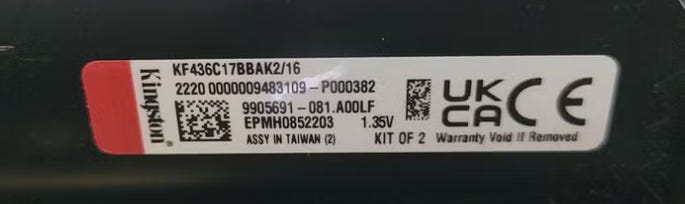 Kingston®
KF436C17BBAK2/16
2220 0000009483109-P000382
9905691-081.A00LF
EPMH0852203 1.35V
ASSY IN TAIWAN (2) KIT OF 2
UK
CA
CE
Warranty Void If Removed